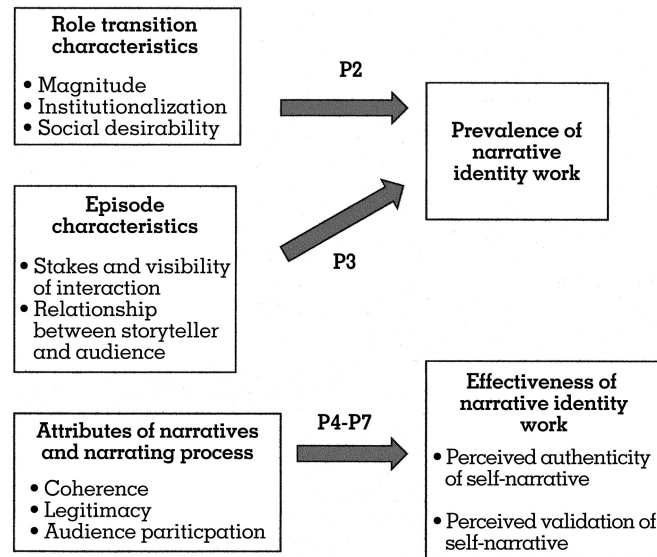 Role transition
characteristics
• Magnitude
• Institutionalization
• Social desirability
P2
Prevalence of
narrative
identity work
Episode
characteristics
• Stakes and visibility
of interaction
• Relationship
between storyteller
and audience
P3
Attributes of narratives
and narrating process
• Coherence
• Legitimacy
• Audience pariticpation
P4-P7
Effectiveness of
narrative identity
work
• Perceived authenticity
of self-narrative
• Perceived validation of
self-narrative